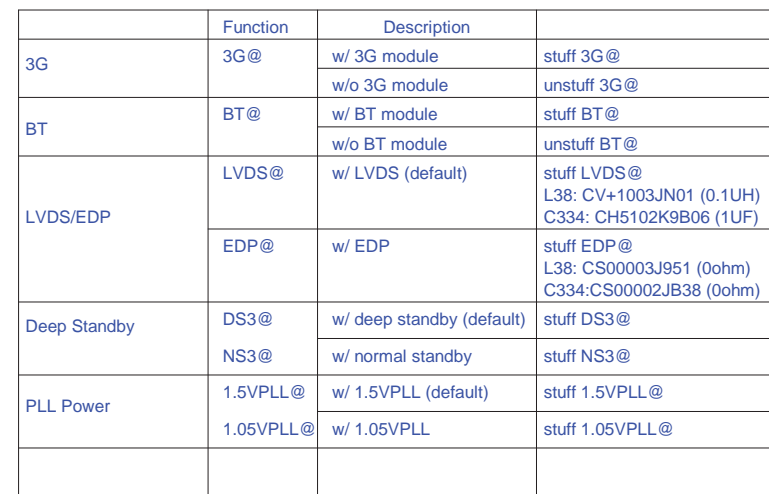 Function Description
3G 3G@ w/ 3G module stuff 3G@
w/o 3G module unstuff 3G@
BT BT@ w/ BT module stuff BT@
w/o BT module unstuff BT@
LVDS/EDP LVDS@ w/ LVDS (default) stuff LVDS@
L38: CV+1003JN01 (0.1UH)
C334: CH5102K9B06 (1UF)
EDP@ w/ EDP stuff EDP@
L38: CS00003J951 (0ohm)
C334:CS00002JB38 (0ohm)
Deep Standby DS3@ w/ deep standby (default) stuff DS3@
NS3@ w/ normal standby stuff NS3@
PLL Power 1.5VPLL@ w/ 1.5VPLL (default) stuff 1.5VPLL@
1.05VPLL@ w/ 1.05VPLL stuff 1.05VPLL@